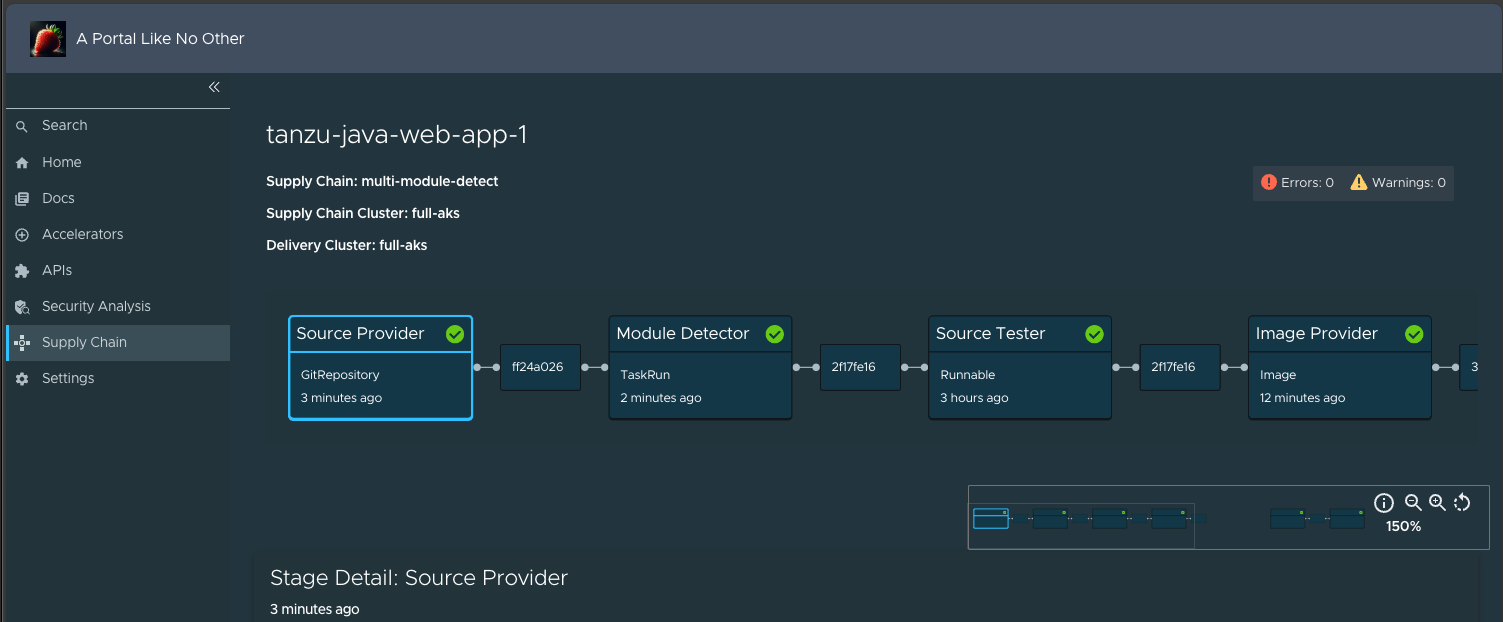 A Portal Like No Other
Search
Home
Docs
Accelerators
APIs
Security Analysis
Supply Chain
Settings
tanzu-java-web-app-1
Supply Chain: multi-module-detect
Supply Chain Cluster: full-aks
Delivery Cluster: full-aks
Errors: 0 Warnings: 0
Source Provider
GitRepository
3 minutes ago
ff24a026
Module Detector
TaskRun
2 minutes ago
2f17fe16
Source Tester
Runnable
3 hours ago
2f17fe16
Image Provider
Image
12 minutes ago
3
150%
Stage Detail: Source Provider
3 minutes ago